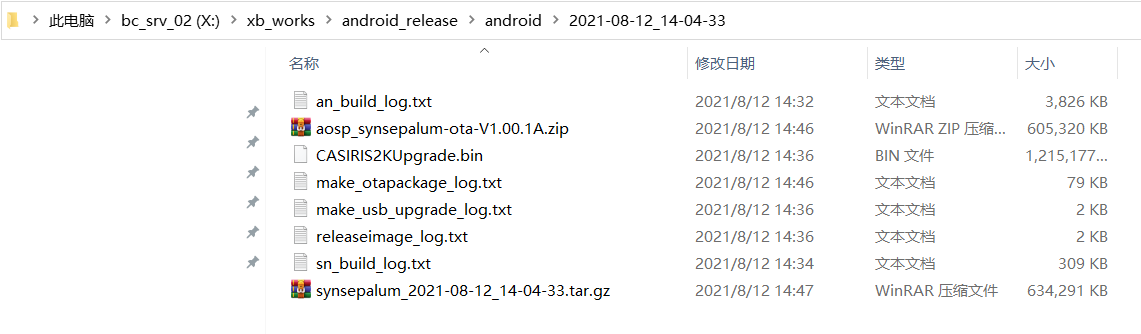 此电脑 > bc_srv_02 (X:) > xb_works > android_release > android > 2021-08-12_14-04-33
名称 修改日期 类型 大小
an_build_log.txt 2021/8/12 14:32 文本文档 3,826 KB
aosp_synsepalum-ota-V1.00.1A.zip 2021/8/12 14:46 WinRAR ZIP 压缩... 605,320 KB
CASIRIS2KUpgrade.bin 2021/8/12 14:36 BIN 文件 1,215,177...
make_otapackage_log.txt 2021/8/12 14:46 文本文档 79 KB
make_usb_upgrade_log.txt 2021/8/12 14:36 文本文档 2 KB
releaseimage_log.txt 2021/8/12 14:36 文本文档 2 KB
sn_build_log.txt 2021/8/12 14:34 文本文档 309 KB
synsepalum_2021-08-12_14-04-33.tar.gz 2021/8/12 14:47 WinRAR 压缩文件 634,291 KB